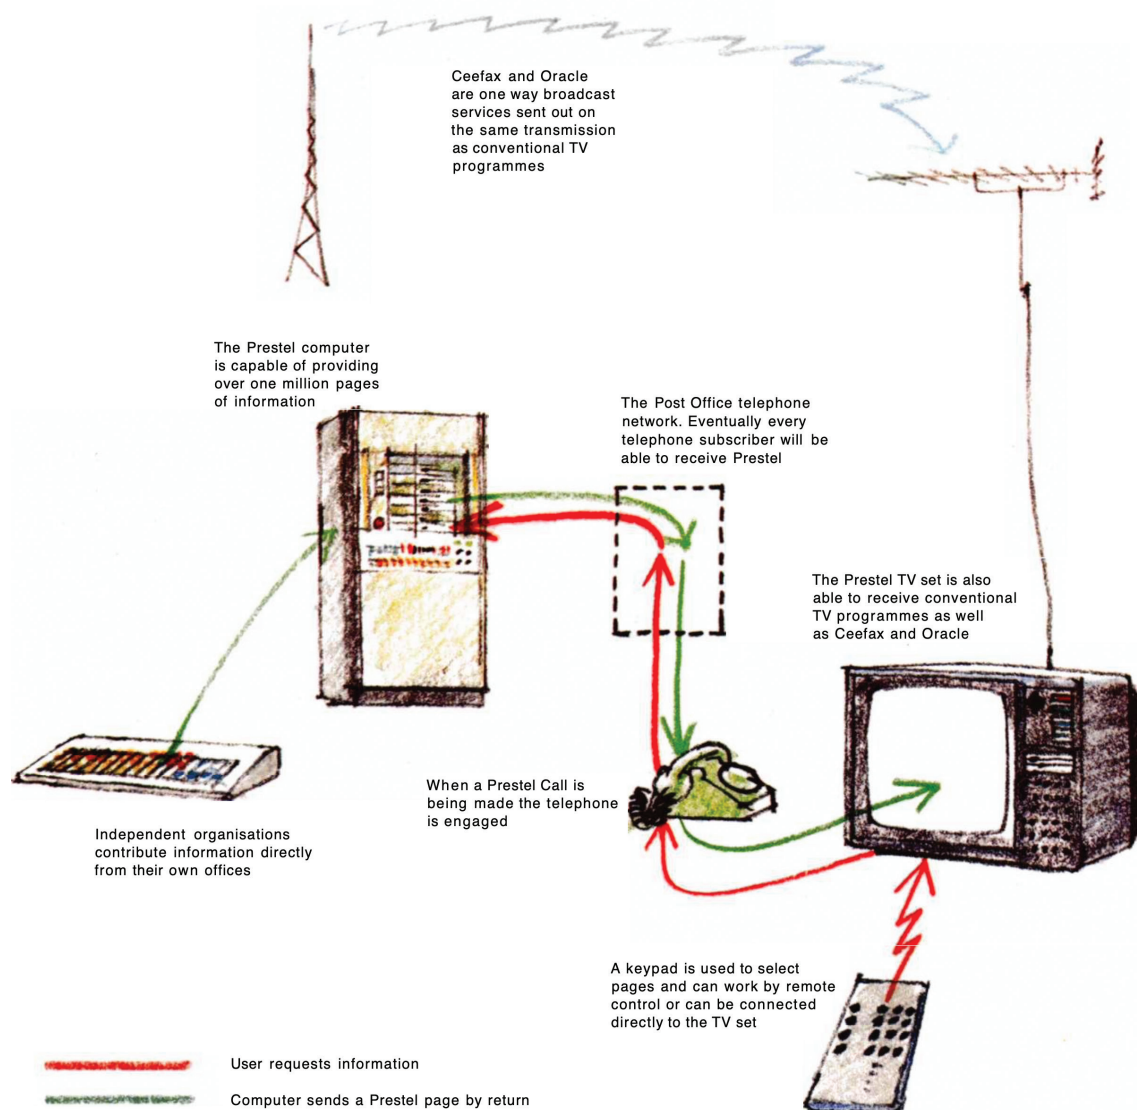 Ceefax and Oracle
are one way broadcast
services sent out on
the same transmission
as conventional TV
programmes
The Prestel computer
is capable of providing
over one million pages
of information
The Post Office telephone
network. Eventually every
telephone subscriber will be
able to receive Prestel
The Prestel TV set is also
able to receive conventional
TV programmes as well
as Ceefax and Oracle
When a Prestel Call is
being made the telephone
is engaged
Independent organisations
contribute information directly
from their own offices
A keypad is used to select
pages and can work by remote
control or can be connected
directly to the TV set
User requests information
Computer sends a Prestel page by return